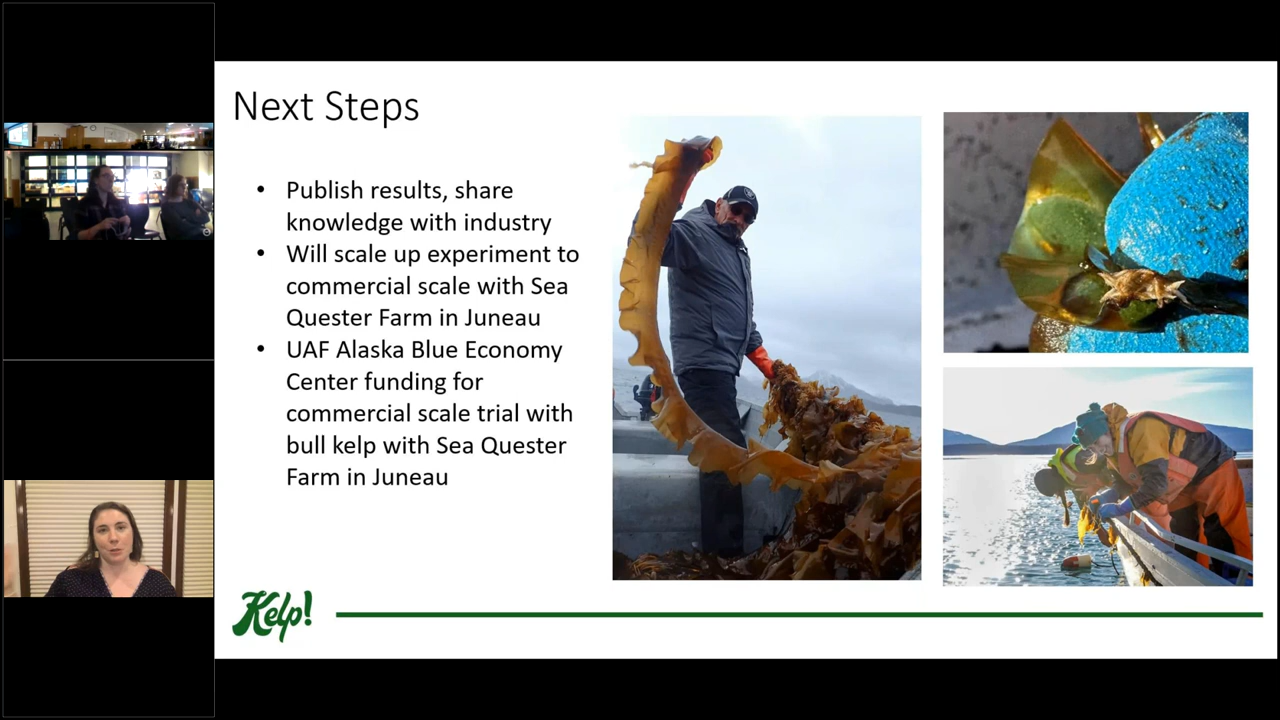 Next Steps
• Publish results, share
knowledge with industry
• Will scale up experiment to
commercial scale with Sea
Quester Farm in Juneau
• UAF Alaska Blue Economy
Center funding for
commercial scale trial with
bull kelp with Sea Quester
Farm in Juneau
Kelp!